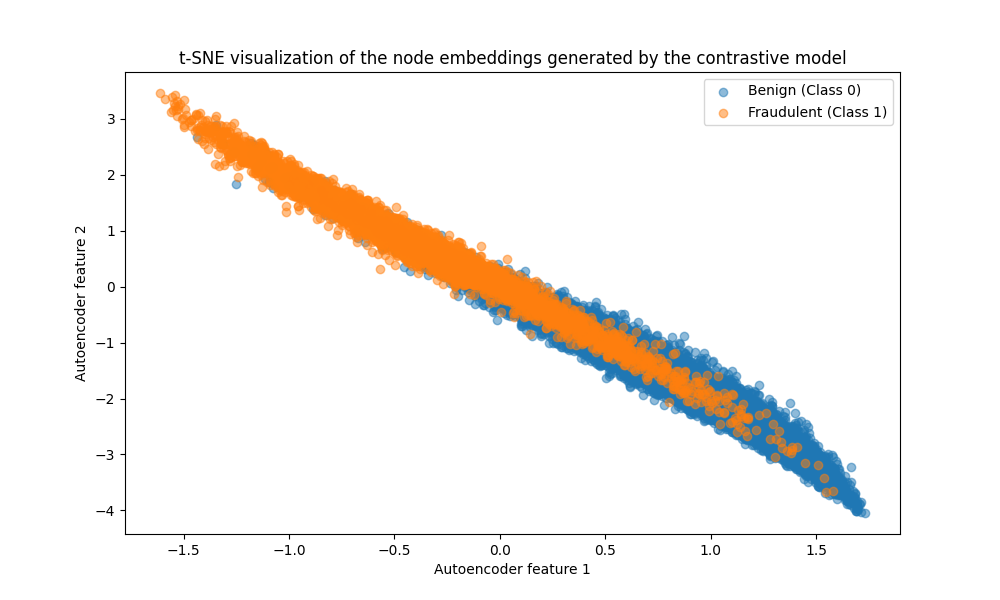 t-SNE visualization of the node embeddings generated by the contrastive model
Benign (Class 0)
Fraudulent (Class 1)
Autoencoder feature 2
3
2
1
0
−1
−2
−3
−4
−1.5 −1.0 −0.5 0.0 0.5 1.0 1.5
Autoencoder feature 1